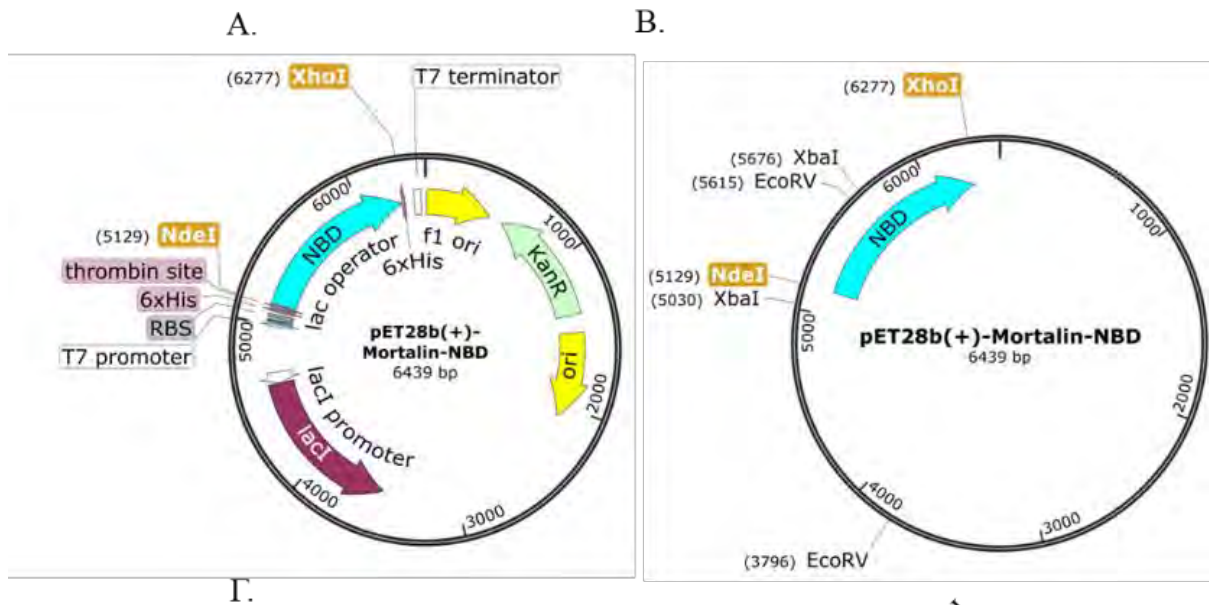 А.
В.
(6277) XhoI
T7 terminator
6000
1000
(5129) NdeI
thrombin site
6xHis
RBS
T7 promoter
5000
NBD
lac operator
6xHis
f1 ori
KanR
ori
2000
pET28b(+)-
Mortalin-NBD
6439 bp
lacI promoter
lacI
4000
3000
(6277) XhoI
(5676) XbaI
(5615) EcoRV
6000
1000
NBD
(5129) NdeI
(5030) XbaI
5000
pET28b(+)-Mortalin-NBD
6439 bp
2000
4000
3000
(3796) EcoRV
Г.